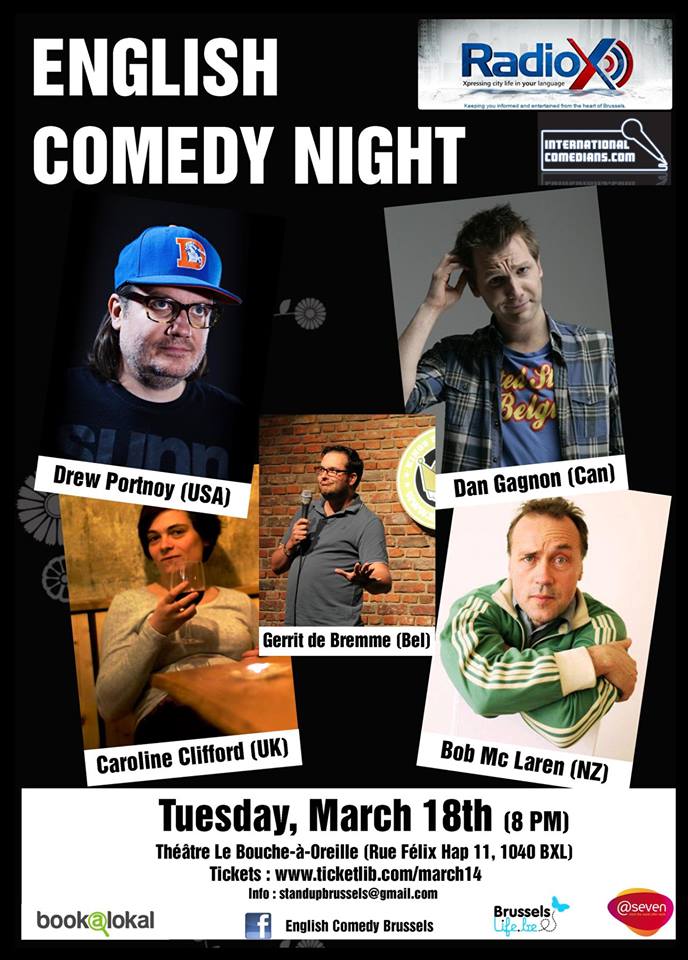 ENGLISH
COMEDY NIGHT
RadioX
Xpressing city life in your language
Keeping you informed and entertained from the heart of Brussels.
INTERNATIONAL
COMEDIANS.COM
Drew Portnoy (USA)
Dan Gagnon (Can)
Gerrit de Bremme (Bel)
Caroline Clifford (UK)
Bob Mc Laren (NZ)
Tuesday, March 18th (8 PM)
Théâtre Le Bouche-à-Oreille (Rue Félix Hap 11, 1040 BXL)
Tickets : www.ticketlib.com/march14
Info : standupbrussels@gmail.com
book@lokal
f English Comedy Brussels
Brussels
Life.be
@seven